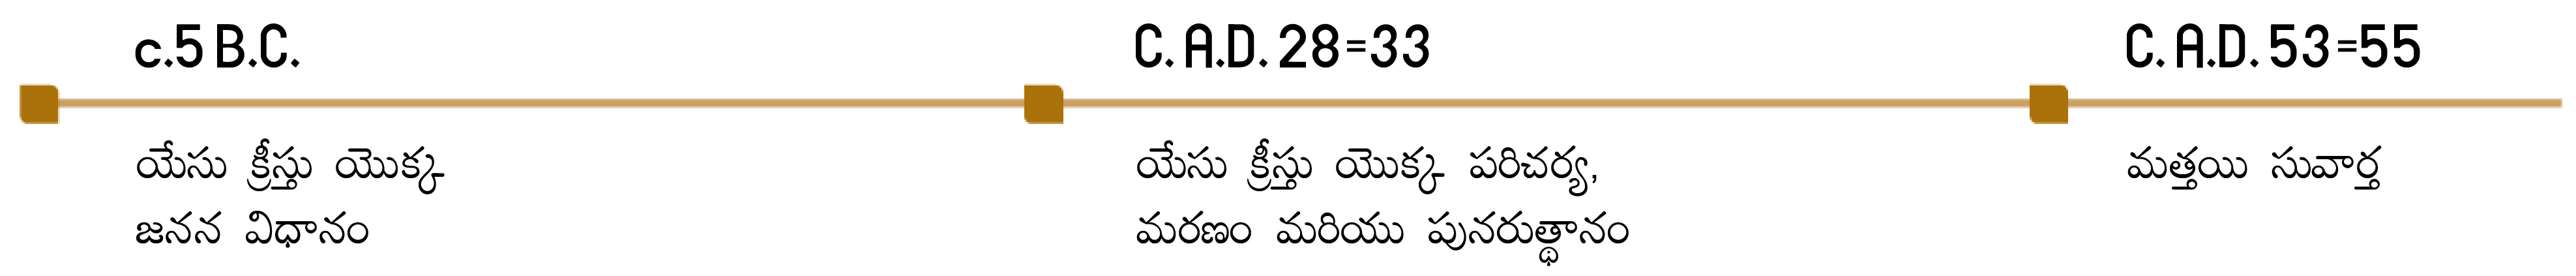 c.5 B.C.
C. A.D. 28=33
C. A.D. 53=55
యేసు క్రీస్తు యొక్క
జనన విధానం
యేసు క్రీస్తు యొక్క పరిచర్య,
మరణం మరియు పునరుత్థానం
మత్తయి సువార్త